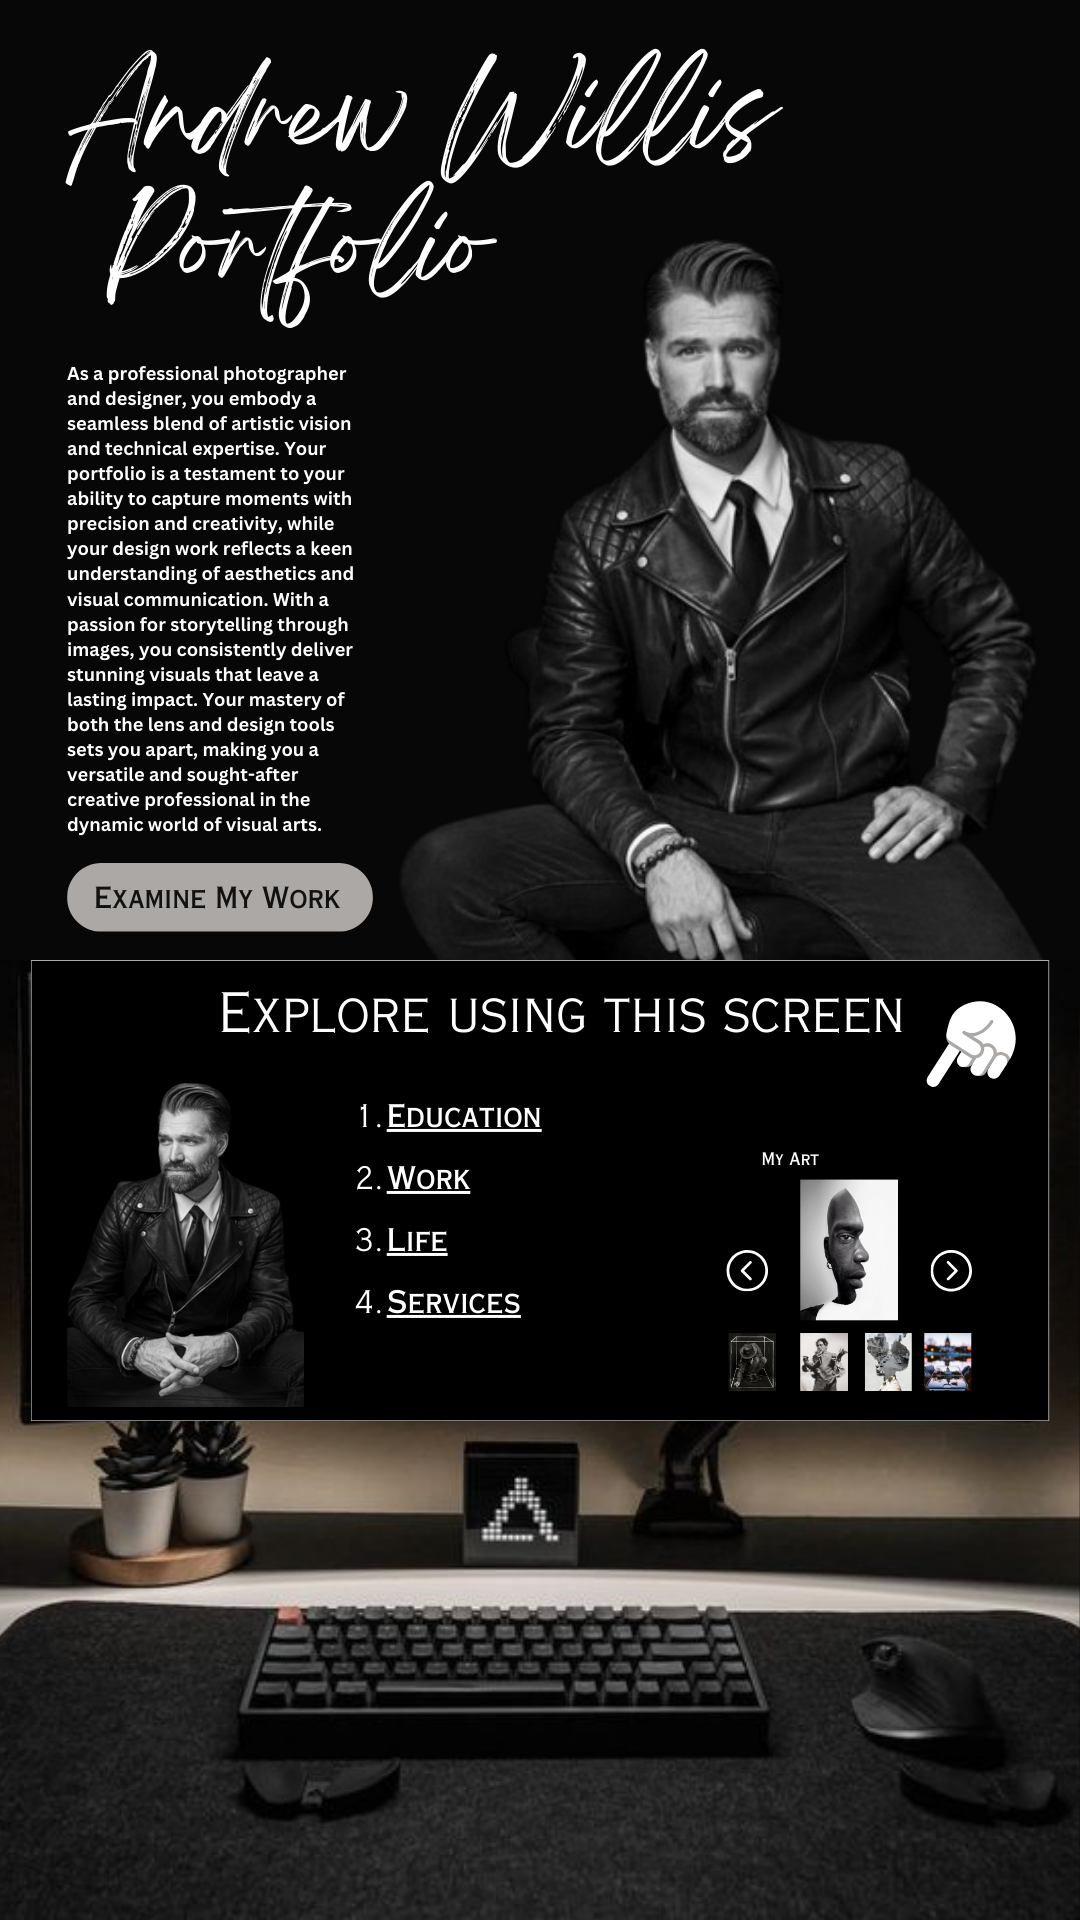 Andrew Willis
Portfolio
As a professional photographer
and designer, you embody a
seamless blend of artistic vision
and technical expertise. Your
portfolio is a testament to your
ability to capture moments with
precision and creativity, while
your design work reflects a keen
understanding of aesthetics and
visual communication. With a
passion for storytelling through
images, you consistently deliver
stunning visuals that leave a
lasting impact. Your mastery of
both the lens and design tools
sets you apart, making you a
versatile and sought-after
creative professional in the
dynamic world of visual arts.
Examine My Work
Explore using this screen
1. Education
2. Work
3. Life
4. Services
My Art